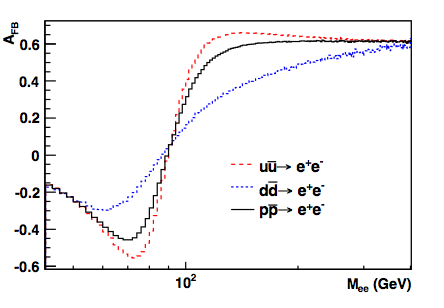 A_FB
0.6
0.4
0.2
0
-0.2
-0.4
-0.6
uū→ e⁺e⁻
dd̄→ e⁺e⁻
pp̄→ e⁺e⁻
10²
M_ee (GeV)